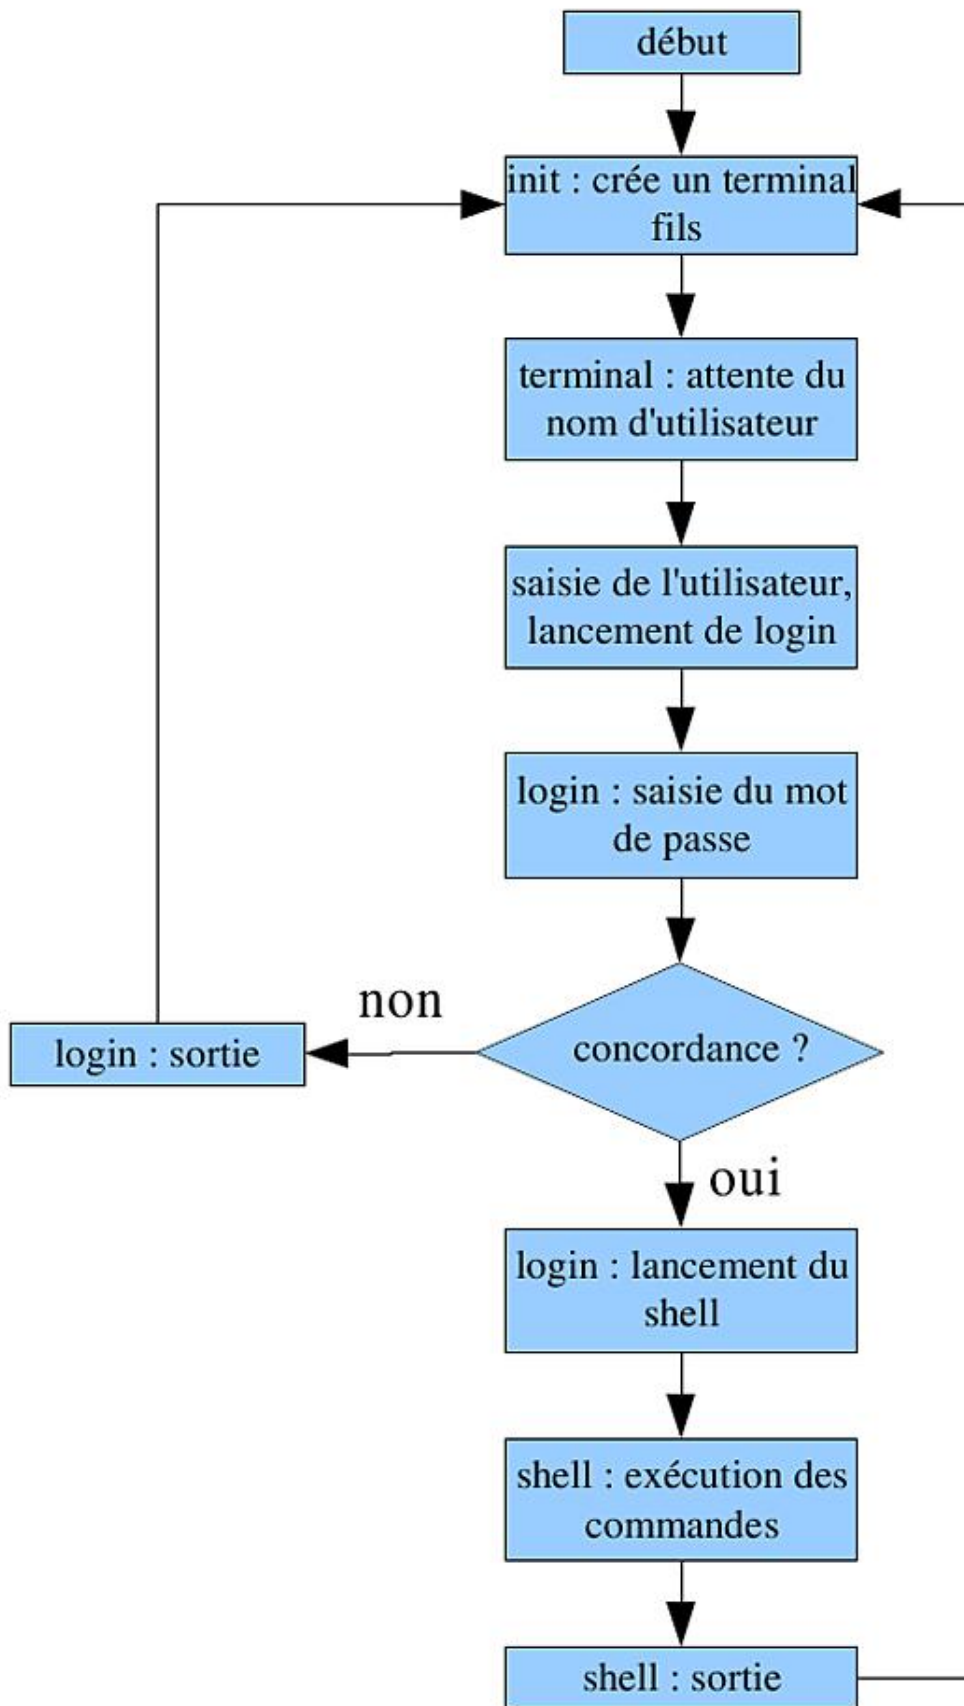 début
init : crée un terminal
fils
terminal : attente du
nom d'utilisateur
saisie de l'utilisateur,
lancement de login
login : saisie du mot
de passe
concordance ?
non
login : sortie
oui
login : lancement du
shell
shell : exécution des
commandes
shell : sortie